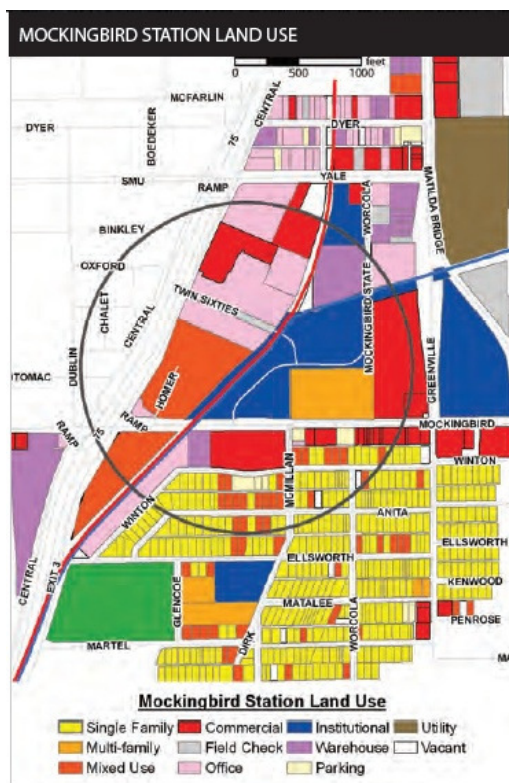 MOCKINGBIRD STATION LAND USE
feet
0 500 1000
MCFARLIN
CENTRAL
DYER
BOEDEKER
DYER
75
YALE
SMU
RAMP
WORCOLA
MATILDA BRIDGE
BINKLEY
OXFORD
CHALET
TWIN SIXTIES
MOCKINGBIRD STATE
CENTRAL
GREENVILLE
DUBLIN
HOMER
OTOMAC
RAMP
RAMP
75
MOCKINGBIRD
WINTON
MCMILLAN
WINTON
ANITA
ELLSWORTH
ELLSWORTH
CENTRAL
EXIT 3
KENWOOD
GLENCOE
MATALEE
PENROSE
WORCOLA
DIRK
MARTEL
MA
Mockingbird Station Land Use
Single Family Commercial Institutional Utility
Multi-family Field Check Warehouse Vacant
Mixed Use Office Parking